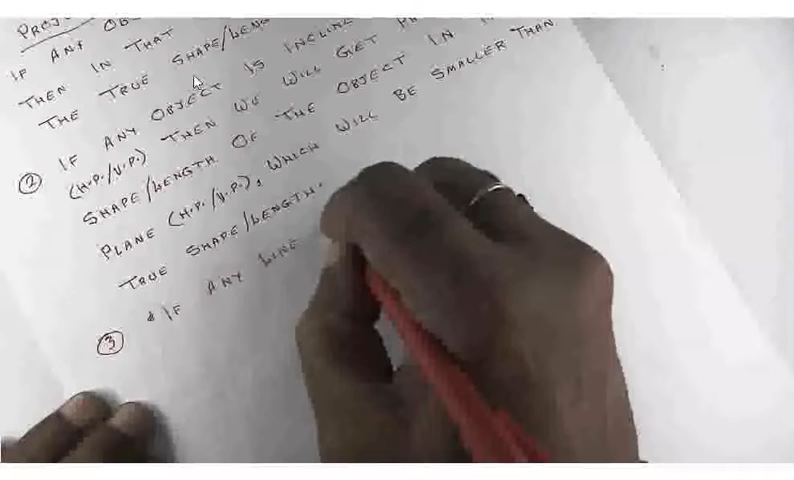 PROJ
IF ANY OB
THEN IN THAT
THE TRUE SHAPE/LENG
② IF ANY OBJECT IS INCLIN
(H.P./V.P.) THEN WE WILL GET
SHAPE/LENGTH OF THE OBJECT IN
PLANE (H.P./V.P.), WHICH WILL BE SMALLER THAN
TRUE SHAPE/LENGTH.
③ IF ANY LINE